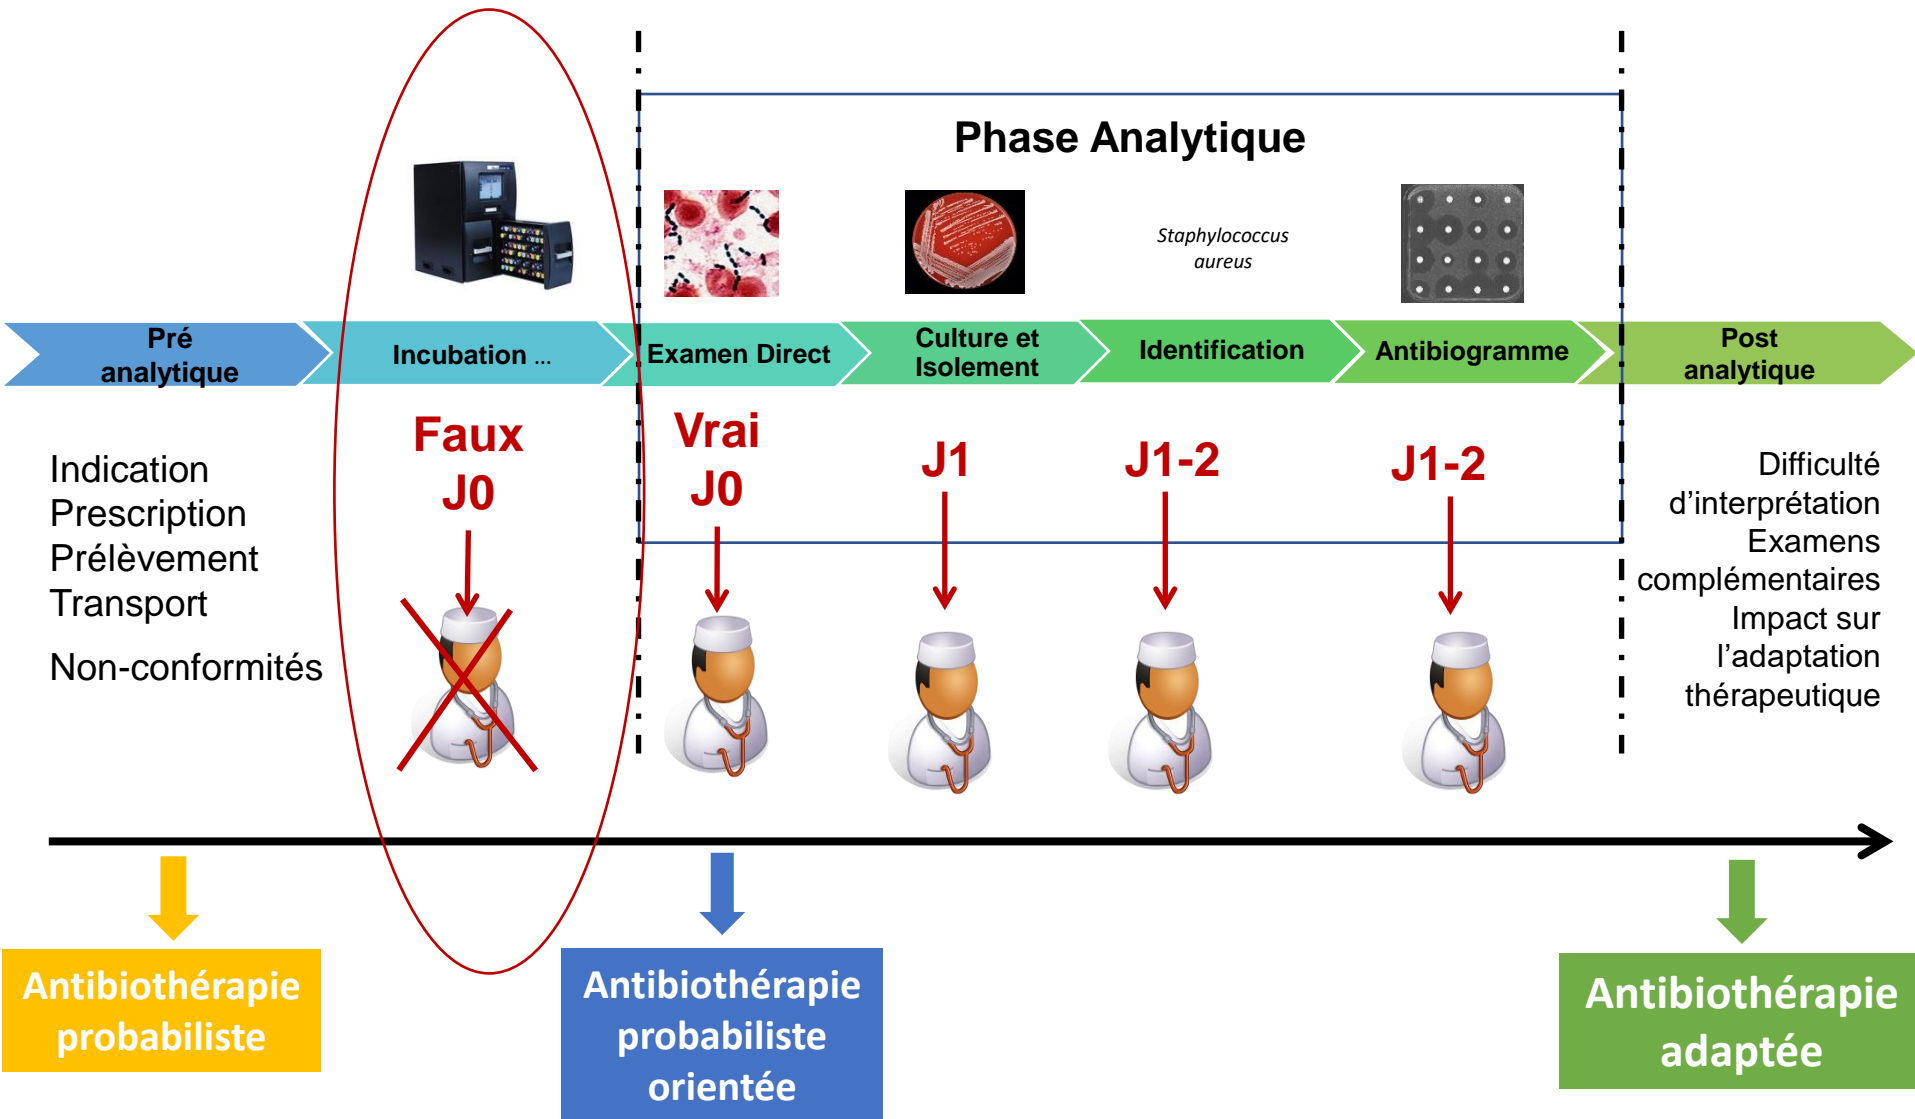 Phase Analytique
Staphylococcus
aureus
Pré
analytique
Incubation ...
Examen Direct
Culture et
Isolement
Identification
Antibiogramme
Post
analytique
Indication
Prescription
Prélèvement
Transport
Non-conformités
Faux
J0
Vrai
J0
J1
J1-2
J1-2
Difficulté
d’interprétation
Examens
complémentaires
Impact sur
l’adaptation
thérapeutique
Antibiothérapie
probabiliste
Antibiothérapie
probabiliste
orientée
Antibiothérapie
adaptée